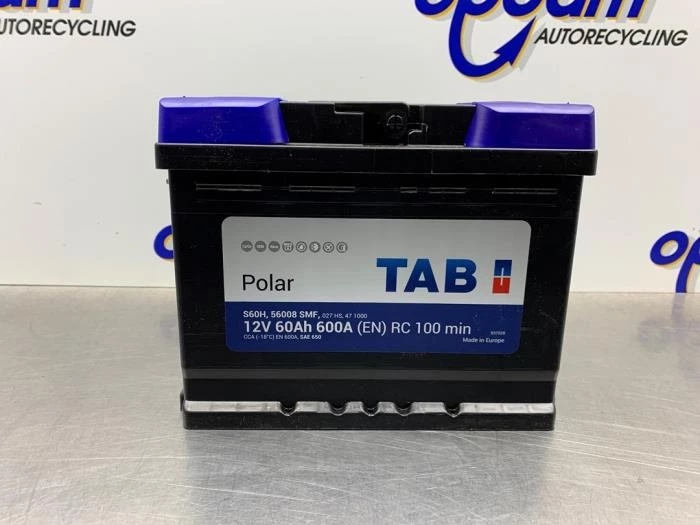 AUTORECYCLING
AUTORECYCLING
Polar
TAB
S60H, 56008 SMF, 027 HS, 47 1000
12V 60Ah 600A (EN) RC 100 min
CCA (-18°C) EN 600A, SAE 650
Made in Europe